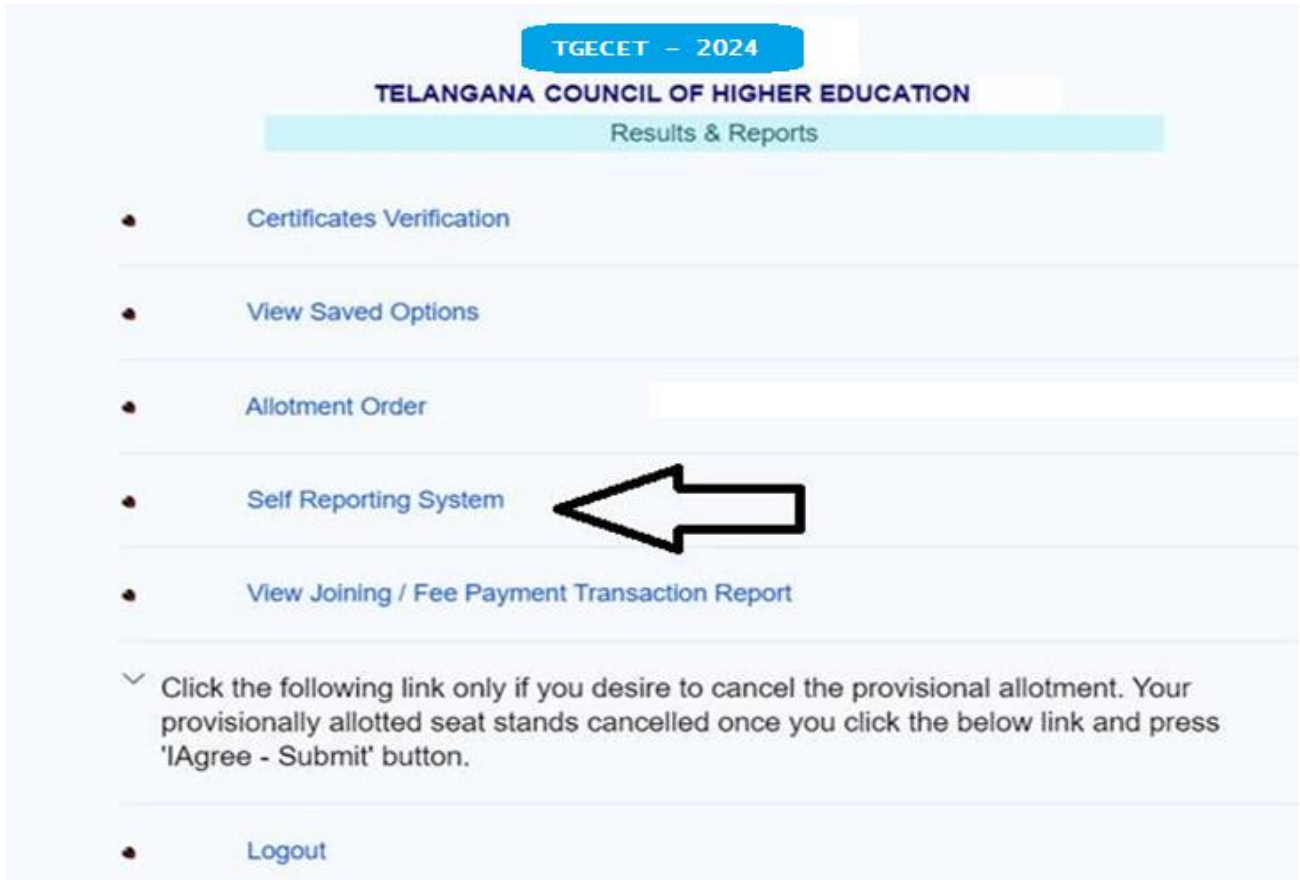 TGECET - 2024
TELANGANA COUNCIL OF HIGHER EDUCATION
Results & Reports
Certificates Verification
View Saved Options
Allotment Order
Self Reporting System
View Joining / Fee Payment Transaction Report
Click the following link only if you desire to cancel the provisional allotment. Your
provisionally allotted seat stands cancelled once you click the below link and press
'IAgree - Submit' button.
Logout